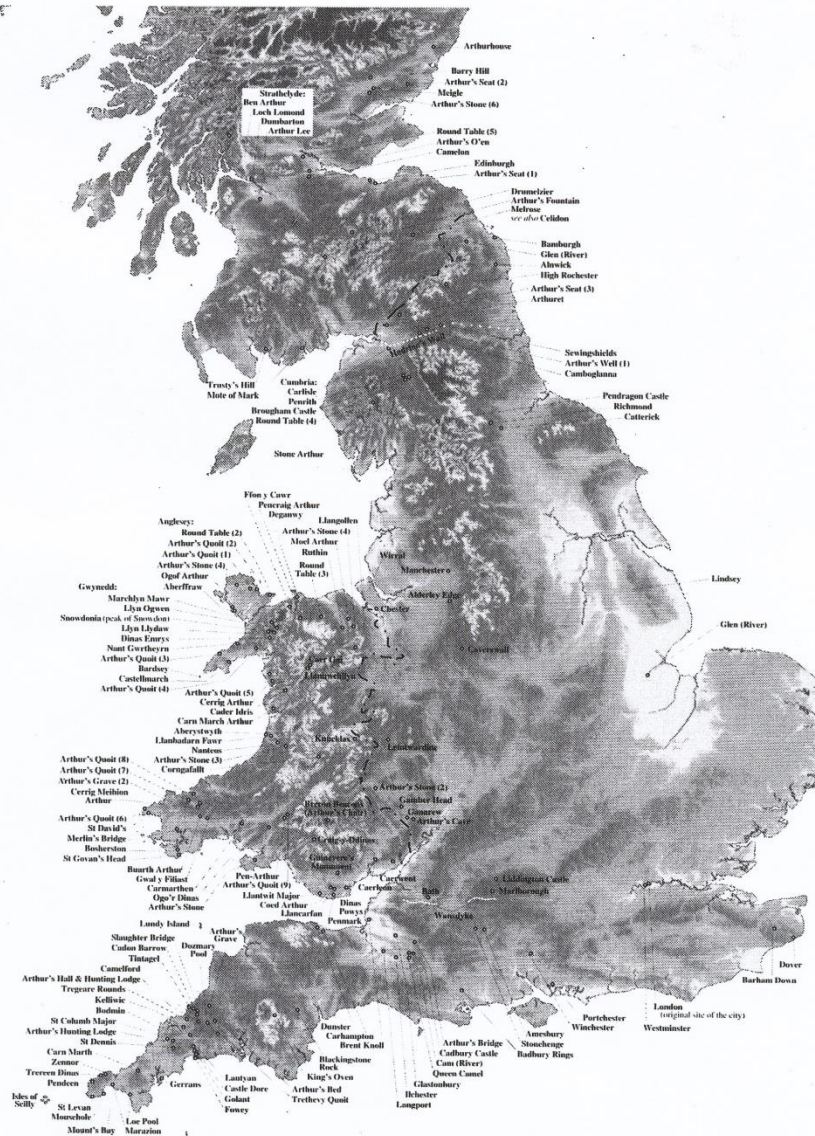 Arthurhouse
Barry Hill
Arthur's Seat (2)
Meigle
Arthur's Stone (6)
Strathclyde:
Ben Arthur
Loch Lomond
Dumbarton
Arthur Lee
Round Table (5)
Arthur's O'en
Camelon
Edinburgh
Arthur's Seat (1)
Drumelzier
Arthur's Fountain
Melrose
see also Celidon
Bamburgh
Glen (River)
Alnwick
High Rochester
Arthur's Seat (3)
Arthuret
Sewingshields
Arthur's Well (1)
Camboglanna
Trusty's Hill
Mote of Mark
Cumbria:
Carlisle
Penrith
Brougham Castle
Round Table (4)
Pendragon Castle
Richmond
Catterick
Stone Arthur
Ffon y Cawr
Pencraig Arthur
Deganwy
Llangollen
Arthur's Stone (4)
Moel Arthur
Ruthin
Round
Table (3)
Anglesey:
Round Table (2)
Arthur's Quoit (2)
Arthur's Quoit (1)
Arthur's Stone (4)
Ogof Arthur
Aberffraw
Wirral
Manchester
Alderley Edge
Chester
Lindsey
Glen (River)
Gwynedd:
Marchlyn Mawr
Llyn Ogwen
Snowdonia (peak of Snowdon)
Llyn Llydaw
Dinas Emrys
Nant Gwrtheyrn
Arthur's Quoit (3)
Bardsey
Castellmarch
Arthur's Quoit (4)
Caverswall
Caer Gai
Llanuwchllyn
Arthur's Quoit (5)
Cerrig Arthur
Cader Idris
Carn March Arthur
Aberystwyth
Llanbadarn Fawr
Nanteos
Arthur's Stone (3)
Corngafallt
Knucklas
Leintwardine
Arthur's Quoit (8)
Arthur's Quoit (7)
Arthur's Grave (2)
Cerrig Meibion
Arthur
Arthur's Stone (2)
Gamber Head
Ganarew
Arthur's Cave
Brecon Beacons
(Arthur's Chair)
Arthur's Quoit (6)
St David's
Merlin's Bridge
Bosherston
St Govan's Head
Craig-y-Ddinas
Guinevere's
Monument
Buarth Arthur
Gwal y Filiast
Carmarthen
Ogo'r Dinas
Arthur's Stone
Pen-Arthur
Arthur's Quoit (9)
Llantwit Major
Coed Arthur
Llancarfan
Caerwent
Caerleon
Dinas
Powys
Penmark
Bath
Liddington Castle
Marlborough
Wansdyke
Lundy Island
Arthur's
Grave
Slaughter Bridge
Cadon Barrow
Tintagel
Dozmary
Pool
Camelford
Arthur's Hall & Hunting Lodge
Tregeare Rounds
Kelliwic
Bodmin
St Columb Major
Arthur's Hunting Lodge
St Dennis
Carn Marth
Zennor
Trereen Dinas
Pendeen
Isles of
Scilly
St Levan
Mousehole
Mount's Bay
Loe Pool
Marazion
Gerrans
Lantyan
Castle Dore
Golant
Fowey
Arthur's Bed
Trethevy Quoit
Dunster
Carhampton
Brent Knoll
Blackingstone
Rock
King's Oven
Arthur's Bridge
Cadbury Castle
Cam (River)
Queen Camel
Glastonbury
Ilchester
Langport
Amesbury
Stonehenge
Badbury Rings
Portchester
Winchester
London
(original site of the city)
Westminster
Dover
Barham Down